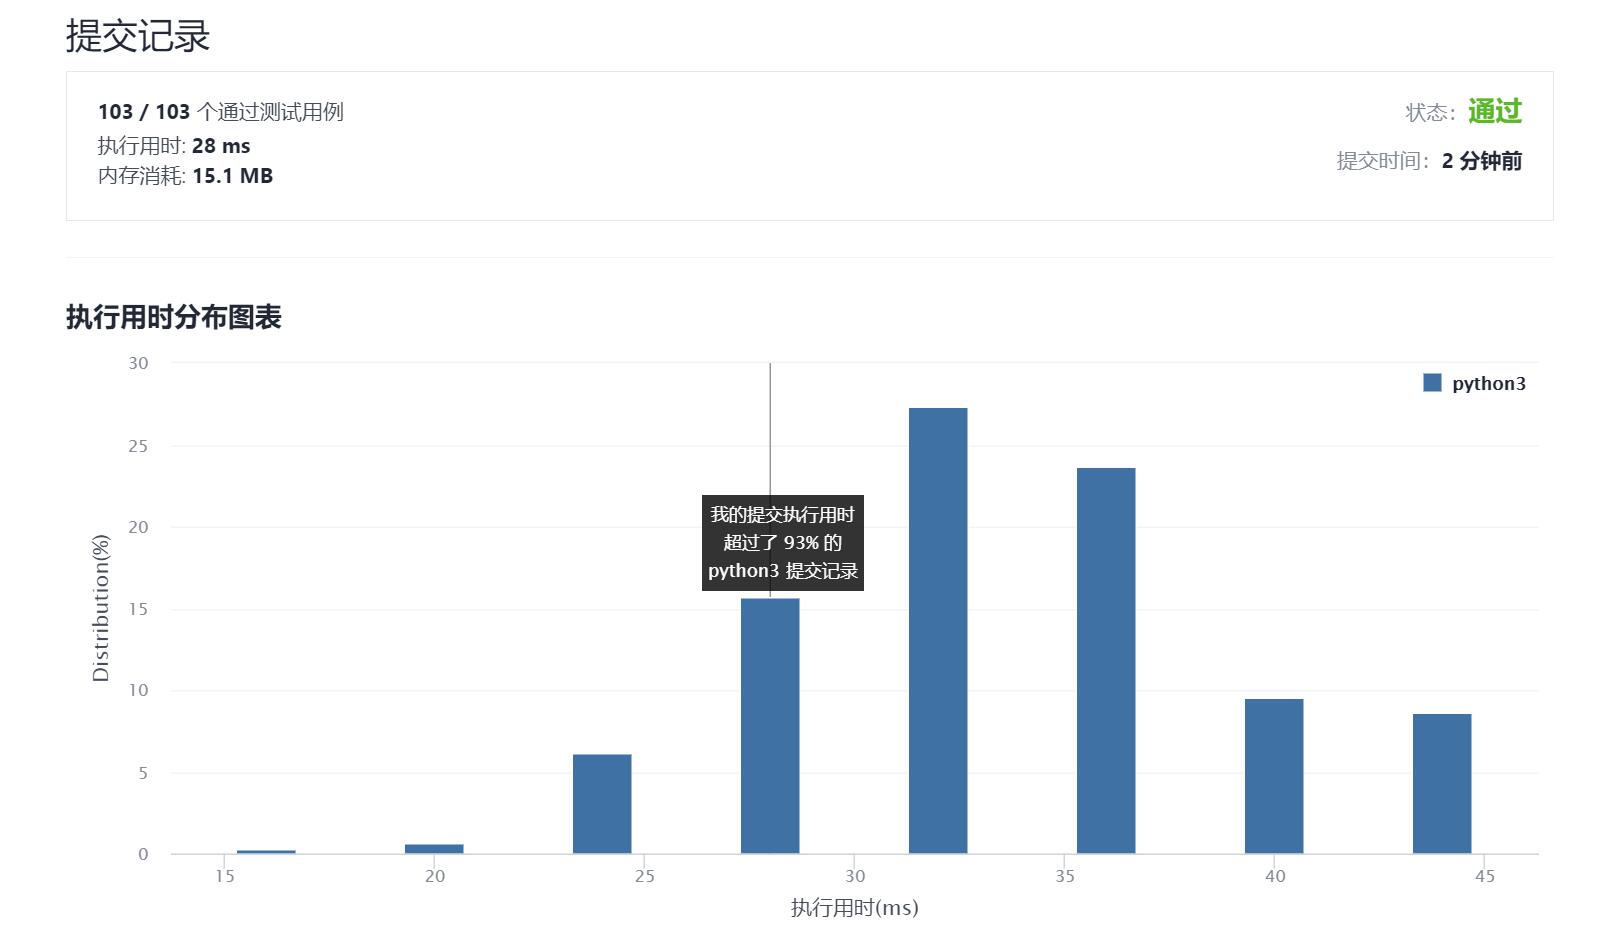 提交记录
103 / 103 个通过测试用例
状态：通过
执行用时: 28 ms
提交时间：2 分钟前
内存消耗: 15.1 MB
执行用时分布图表
30
25
20
15
10
5
0
Distribution(%)
python3
我的提交执行用时
超过了 93% 的
python3 提交记录
15 20 25 30 35 40 45
执行用时(ms)